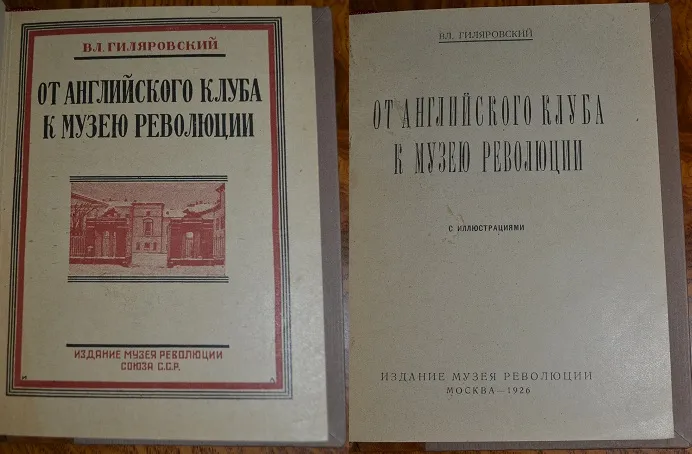 ВЛ. ГИЛЯРОВСКИЙ
ОТ АНГЛИЙСКОГО КЛУБА
К МУЗЕЮ РЕВОЛЮЦИИ
ИЗДАНИЕ МУЗЕЯ РЕВОЛЮЦИИ
СОЮЗА С.С.Р.
ВЛ. ГИЛЯРОВСКИЙ
ОТ АНГЛИЙСКОГО КЛУБА
К МУЗЕЮ РЕВОЛЮЦИИ
С ИЛЛЮСТРАЦИЯМИ
ИЗДАНИЕ МУЗЕЯ РЕВОЛЮЦИИ
МОСКВА—1926